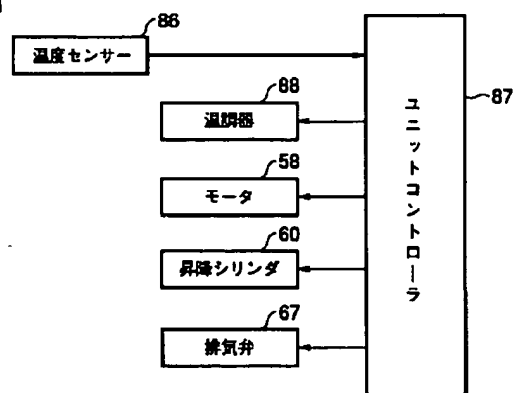 86
温度センサー
88
温調器
87
ユニットコントローラ
58
モータ
60
昇降シリンダ
67
排気弁